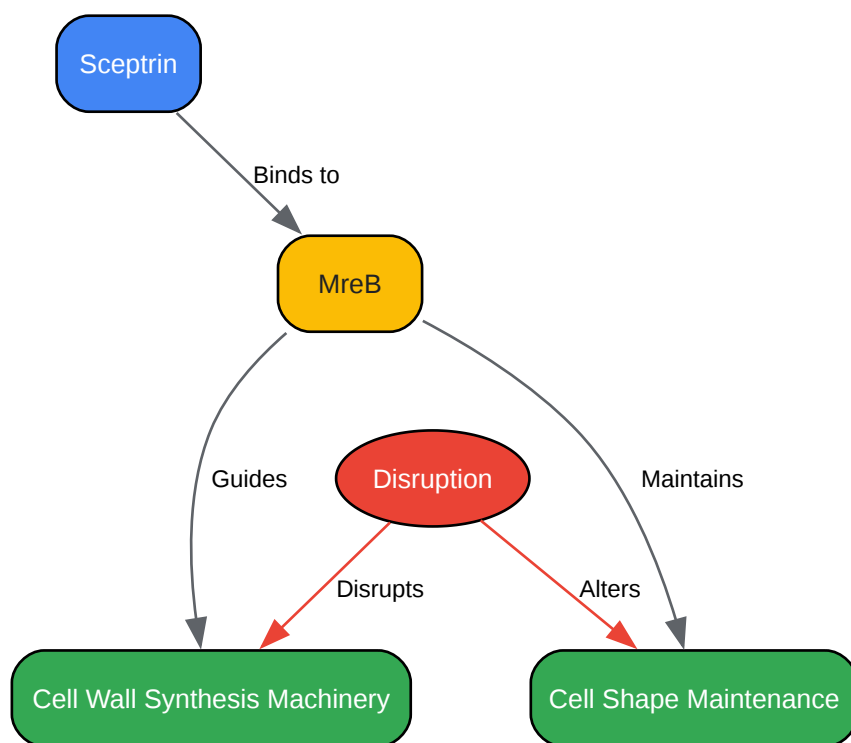 Sceptrin
Binds to
MreB
Guides
Disruption
Maintains
Disrupts
Alters
Cell Wall Synthesis Machinery
Cell Shape Maintenance